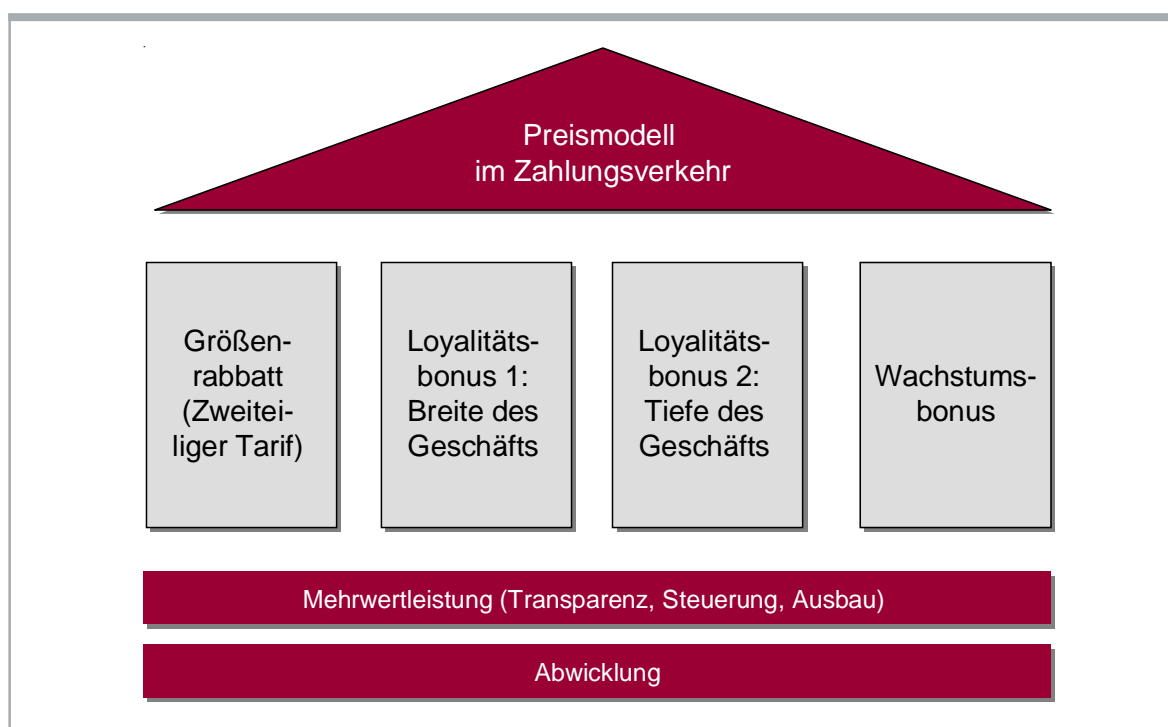 Preismodell
im Zahlungsverkehr
Größen-
rabbatt
(Zweitei-
liger Tarif)
Loyalitäts-
bonus 1:
Breite des
Geschäfts
Loyalitäts-
bonus 2:
Tiefe des
Geschäfts
Wachstums-
bonus
Mehrwertleistung (Transparenz, Steuerung, Ausbau)
Abwicklung